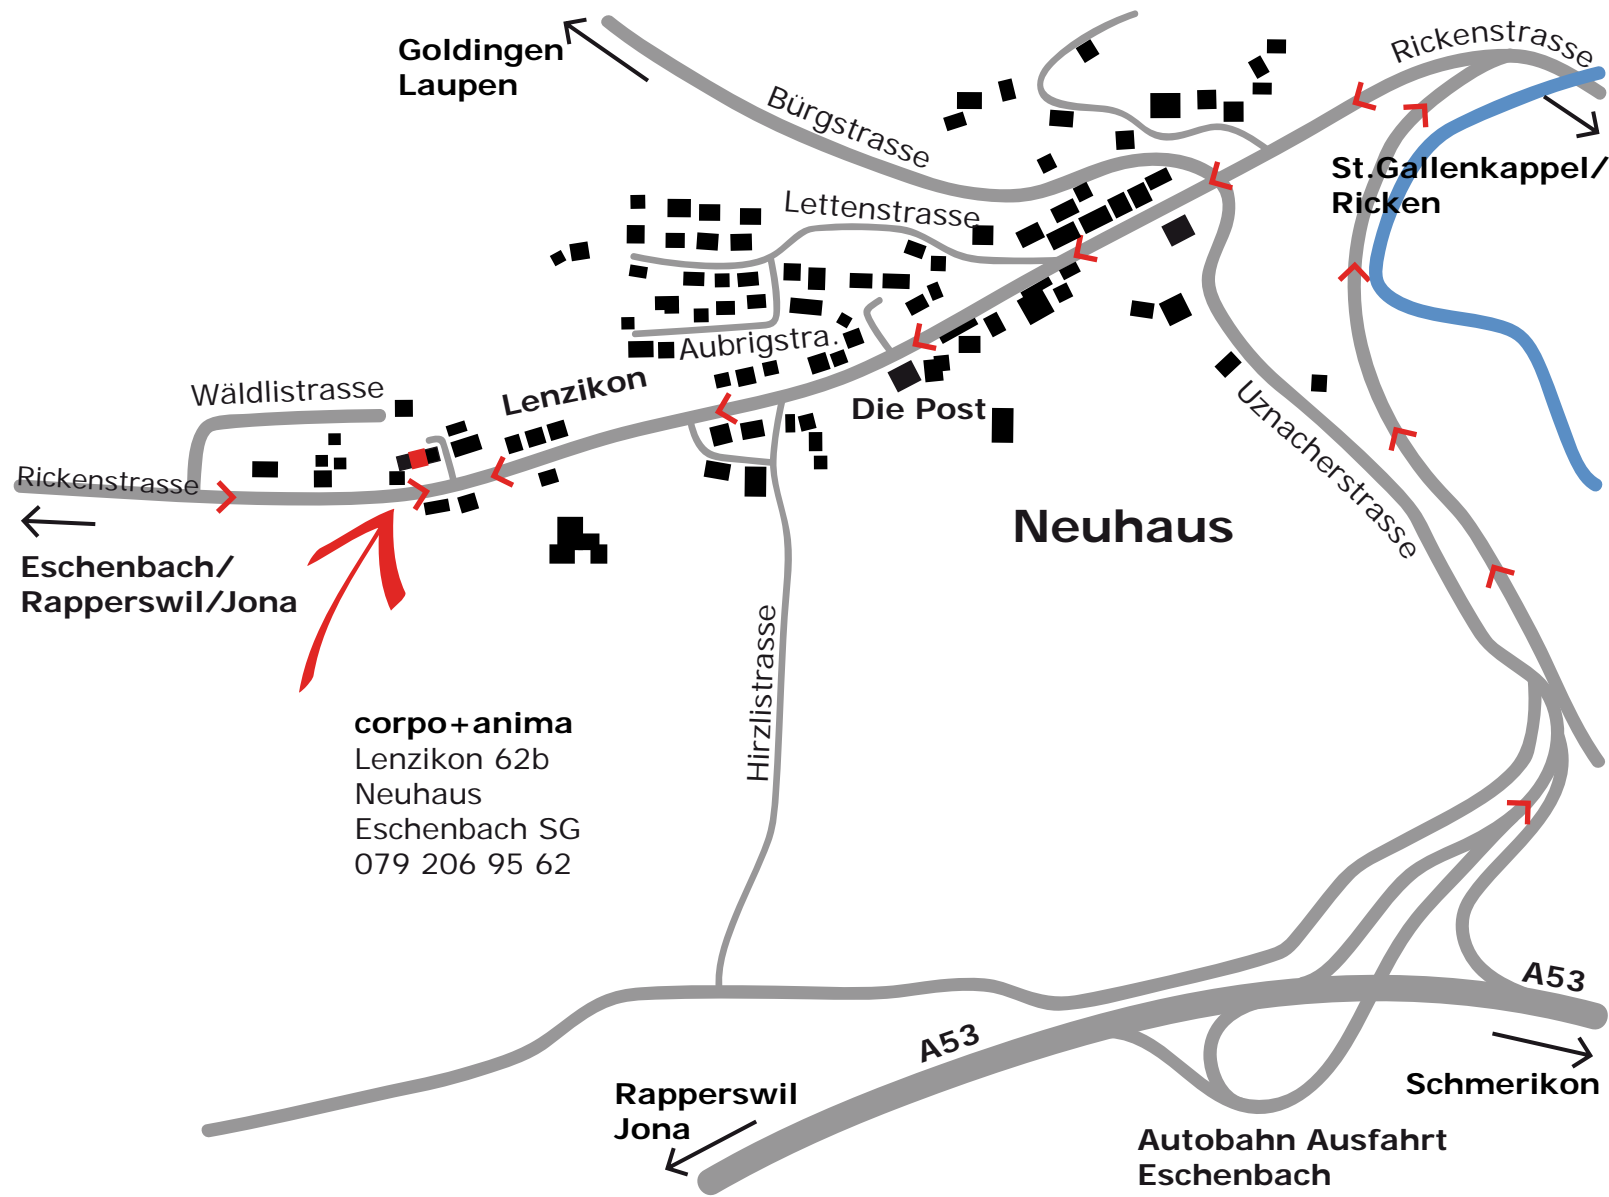 Rickenstrasse
Goldingen
Laupen
Bürgstrasse
St.Gallenkappel/
Ricken
Lettenstrasse
Aubrigstra.
Wäldlistrasse
Lenzikon
Die Post
Uznacherstrasse
Rickenstrasse
Neuhaus
Eschenbach/
Rapperswil/Jona
Hirzlistrasse
corpo+anima
Lenzikon 62b
Neuhaus
Eschenbach SG
079 206 95 62
A53
A53
Schmerikon
Rapperswil
Jona
Autobahn Ausfahrt
Eschenbach